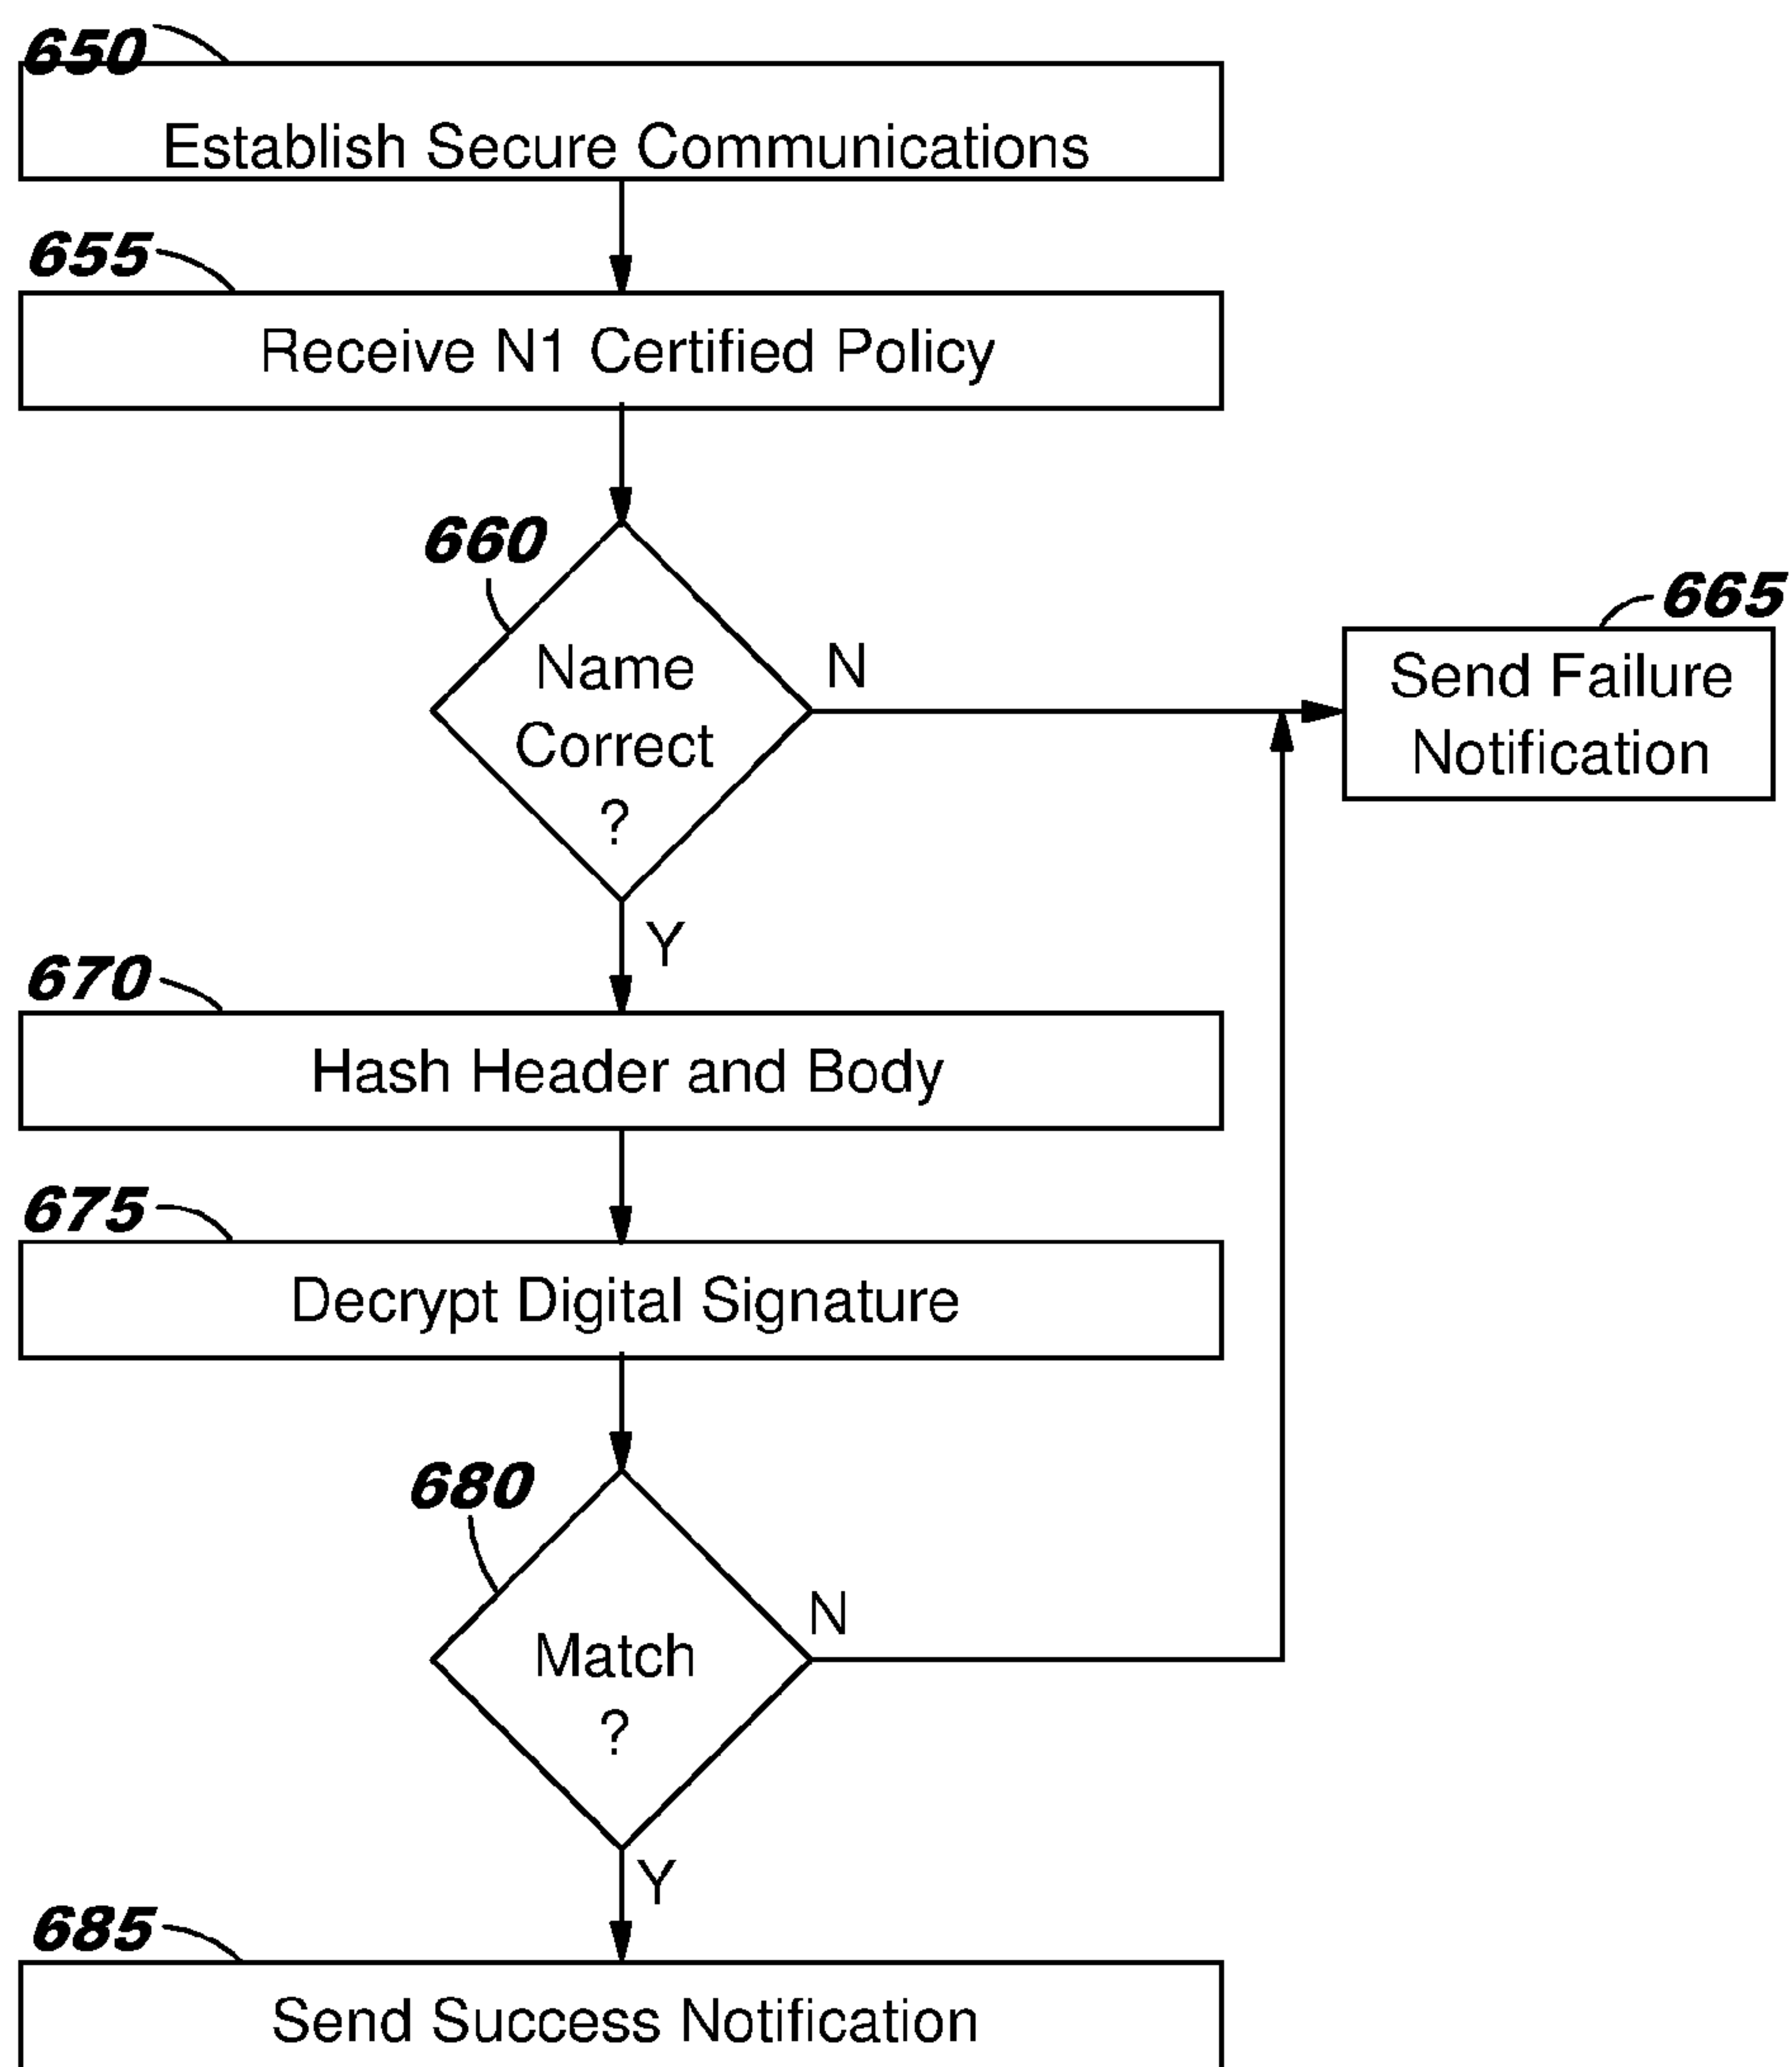 650
Establish Secure Communications
655
Receive N1 Certified Policy
660
Name
Correct
?
N
665
Send Failure
Notification
Y
670
Hash Header and Body
675
Decrypt Digital Signature
680
Match
?
N
Y
685
Send Success Notification